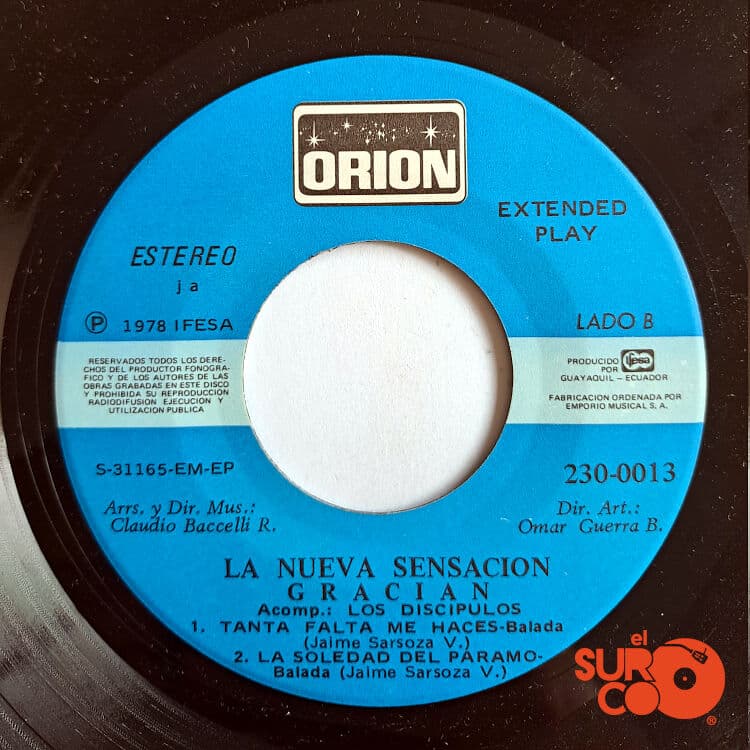 ORION
EXTENDED
PLAY
ESTEREO
ja
Ⓟ 1978 IFESA
LADO B
RESERVADOS TODOS LOS DERE-
CHOS DEL PRODUCTOR FONOGRA-
FICO Y DE LOS AUTORES DE LAS
OBRAS GRABADAS EN ESTE DISCO
Y PROHIBIDA SU REPRODUCCION
RADIODIFUSION EJECUCION Y
UTILIZACION PUBLICA
PRODUCIDO
POR ifesa
GUAYAQUIL – ECUADOR
FABRICACION ORDENADA POR
EMPORIO MUSICAL S. A.
S-31165-EM-EP
230-0013
Arrs. y Dir. Mus.:
Claudio Baccelli R.
Dir. Art.:
Omar Guerra B.
LA NUEVA SENSACION
GRACIAN
Acomp.: LOS DISCIPULOS
1. TANTA FALTA ME HACES-Balada
(Jaime Sarsoza V.)
2. LA SOLEDAD DEL PARAMO-
Balada (Jaime Sarsoza V.)
el
SUR
CO
®